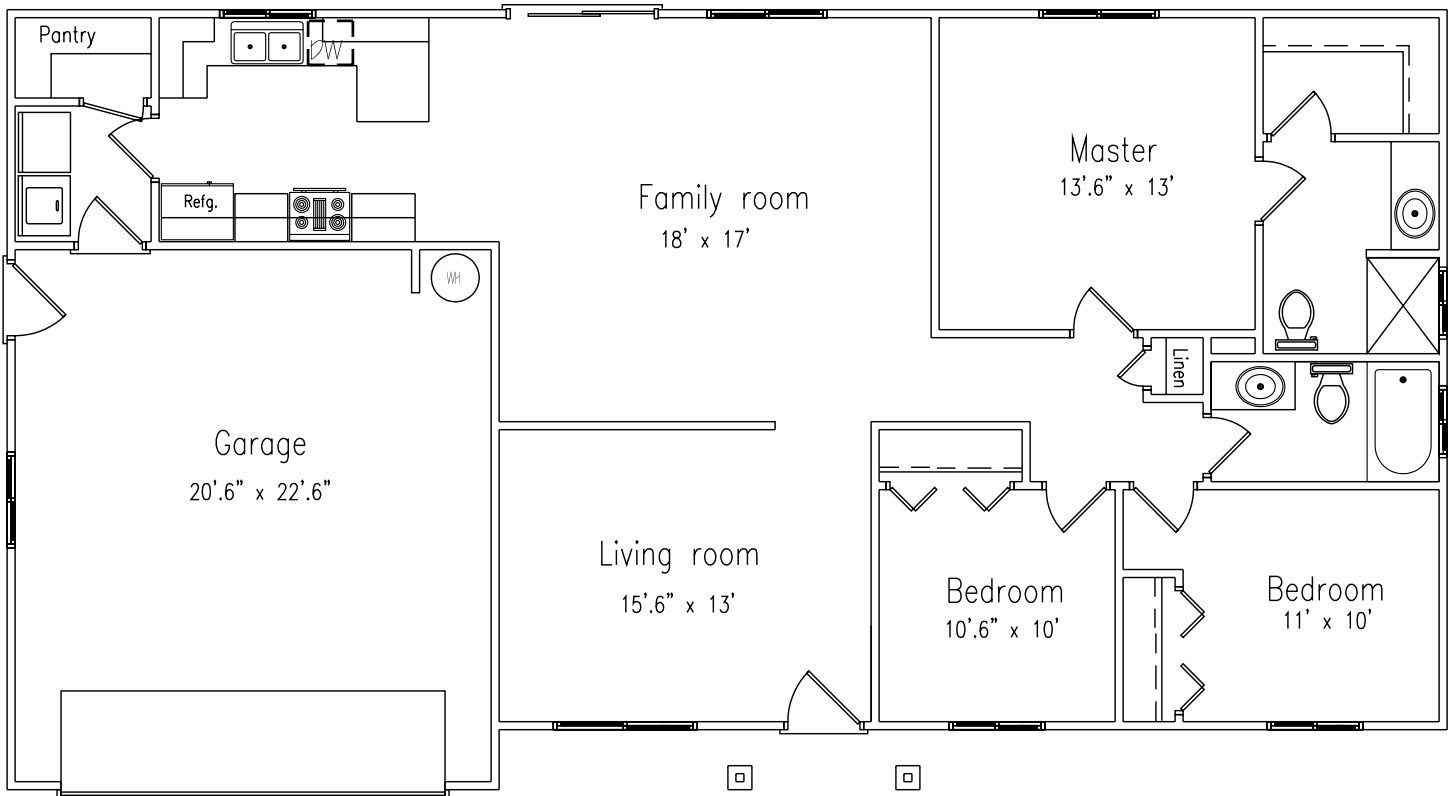 Pantry
DW
Master
13'.6" x 13'
Family room
18' x 17'
Refg.
WH
Linen
Garage
20'.6" x 22'.6"
Living room
15'.6" x 13'
Bedroom
10'.6" x 10'
Bedroom
11' x 10'